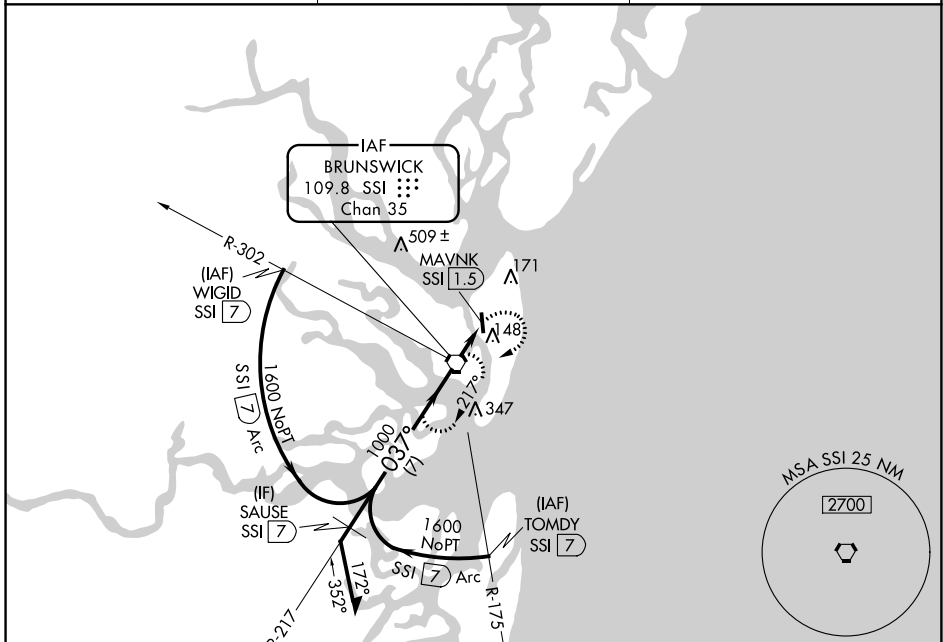 IAF
BRUNSWICK
109.8 SSI
Chan 35
R-302
509 ±
MAVNK
SSI 1.5
171
(IAF)
WIGID
SSI 7
148
217°
347
1600 NoPT
SSI 7 Arc
1000
037°
(7)
(IF)
SAUSE
SSI 7
(IAF)
TOMDY
SSI 7
1600
NoPT
SSI 7 Arc
172°
352°
R-217
R-175
MSA SSI 25 NM
2700